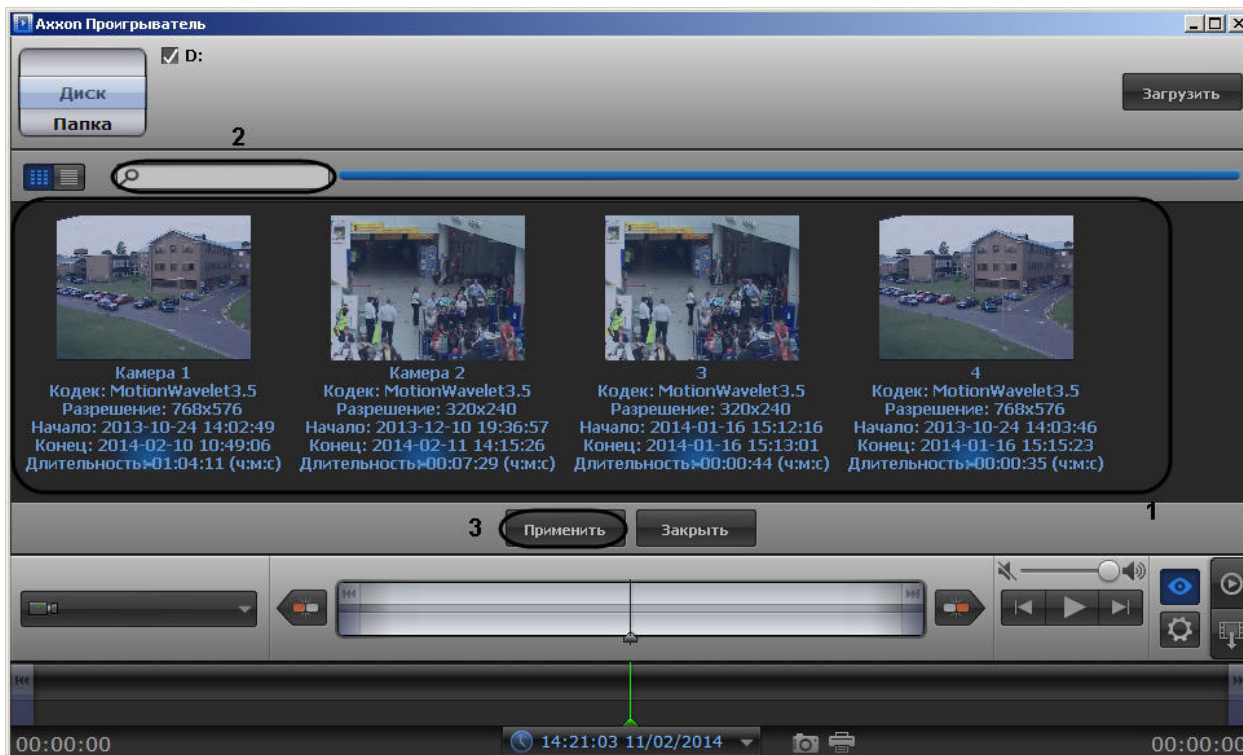 Axxon Проигрыватель
D:
Диск
Папка
Загрузить
2
Камера 1
Кодек: MotionWavelet3.5
Разрешение: 768x576
Начало: 2013-10-24 14:02:49
Конец: 2014-02-10 10:49:06
Длительность: 01:04:11 (ч:м:с)
Камера 2
Кодек: MotionWavelet3.5
Разрешение: 320x240
Начало: 2013-12-10 19:36:57
Конец: 2014-02-11 14:15:26
Длительность: 00:07:29 (ч:м:с)
3
Кодек: MotionWavelet3.5
Разрешение: 320x240
Начало: 2014-01-16 15:12:16
Конец: 2014-01-16 15:13:01
Длительность: 00:00:44 (ч:м:с)
4
Кодек: MotionWavelet3.5
Разрешение: 768x576
Начало: 2013-10-24 14:03:46
Конец: 2014-01-16 15:15:23
Длительность: 00:00:35 (ч:м:с)
1
3
Применить
Закрыть
00:00:00
14:21:03 11/02/2014
00:00:00